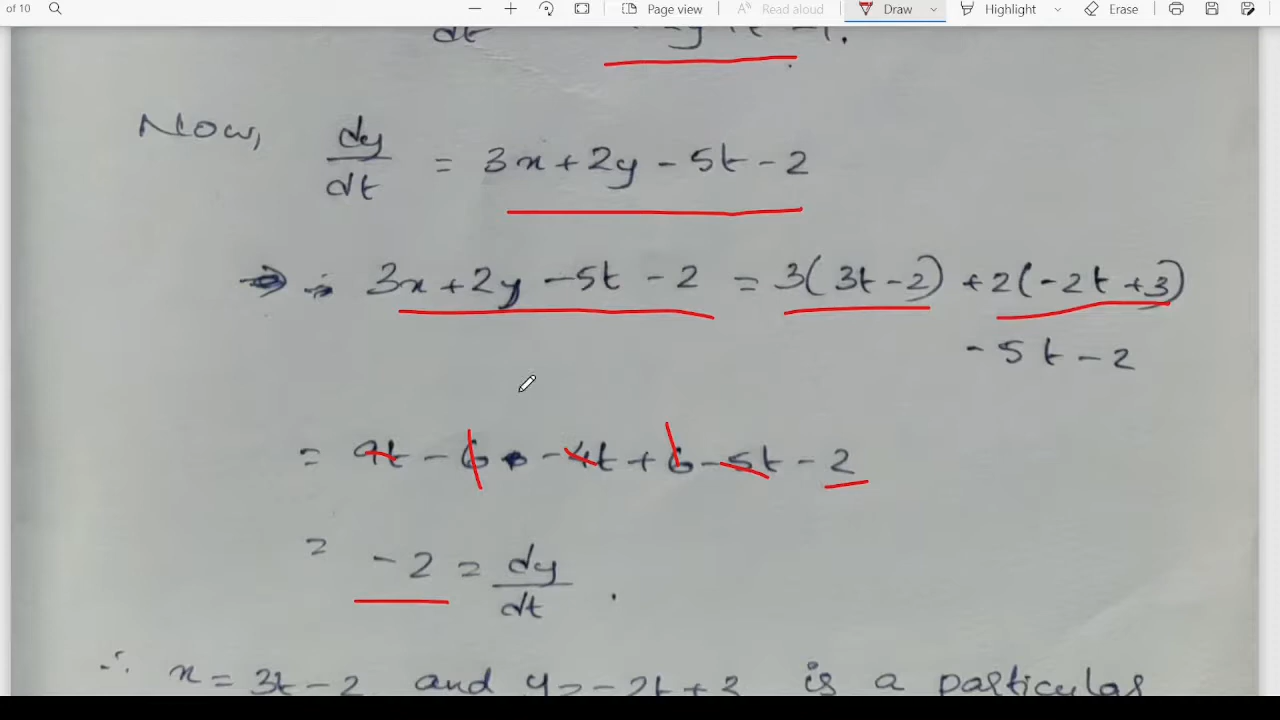 of 10 Page view Read aloud Draw Highlight Erase
dt
Now, dy/dt = 3x + 2y - 5t - 2
3x + 2y - 5t - 2 = 3(3t - 2) + 2(-2t + 3)
- 5t - 2
= 9t - 6 - 4t + 6 - 5t - 2
= -2 = dy/dt .
∴ x = 3t - 2 and y = -2t + 3 is a particular